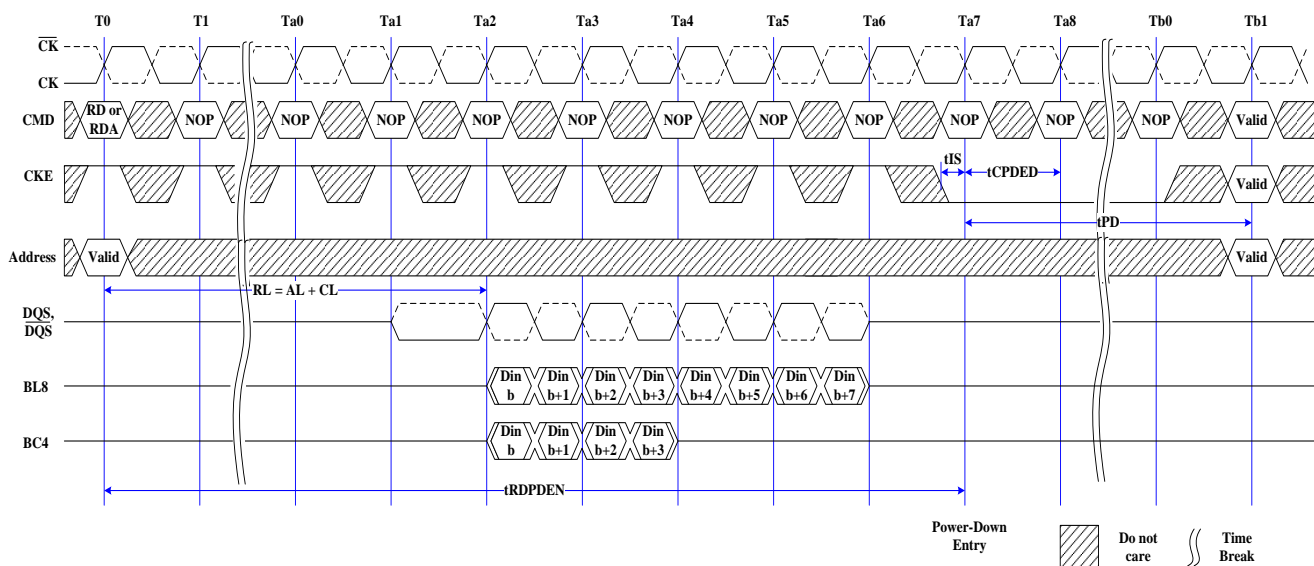 T0 T1 Ta0 Ta1 Ta2 Ta3 Ta4 Ta5 Ta6 Ta7 Ta8 Tb0 Tb1
CK
CK
CMD RD or RDA NOP NOP NOP NOP NOP NOP NOP NOP NOP NOP NOP Valid
tIS
CKE tCPDED Valid
tPD
Address Valid Valid
RL = AL + CL
DQS,
DQS
BL8 Din b Din b+1 Din b+2 Din b+3 Din b+4 Din b+5 Din b+6 Din b+7
BC4 Din b Din b+1 Din b+2 Din b+3
tRDPDEN
Power-Down
Entry
Do not
care
Time
Break